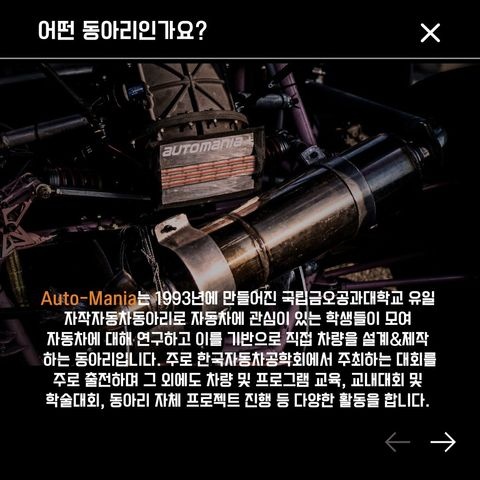 어떤 동아리인가요?
automania
Auto-Mania는 1993년에 만들어진 국립금오공과대학교 유일
자작자동차동아리로 자동차에 관심이 있는 학생들이 모여
자동차에 대해 연구하고 이를 기반으로 직접 차량을 설계&제작
하는 동아리입니다. 주로 한국자동차공학회에서 주최하는 대회를
주로 출전하며 그 외에도 차량 및 프로그램 교육, 교내대회 및
학술대회, 동아리 자체 프로젝트 진행 등 다양한 활동을 합니다.